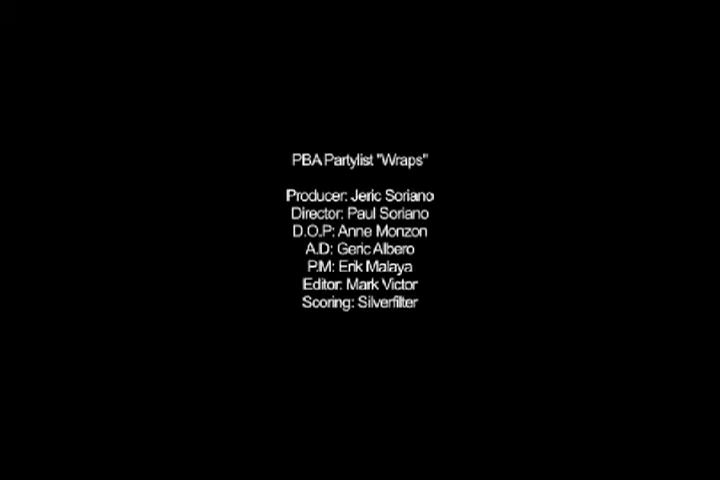 PBA Partylist "Wraps"
Producer: Jeric Soriano
Director: Paul Soriano
D.O.P: Anne Monzon
A.D: Geric Albero
P.M: Erik Malaya
Editor: Mark Victor
Scoring: Silverfilter